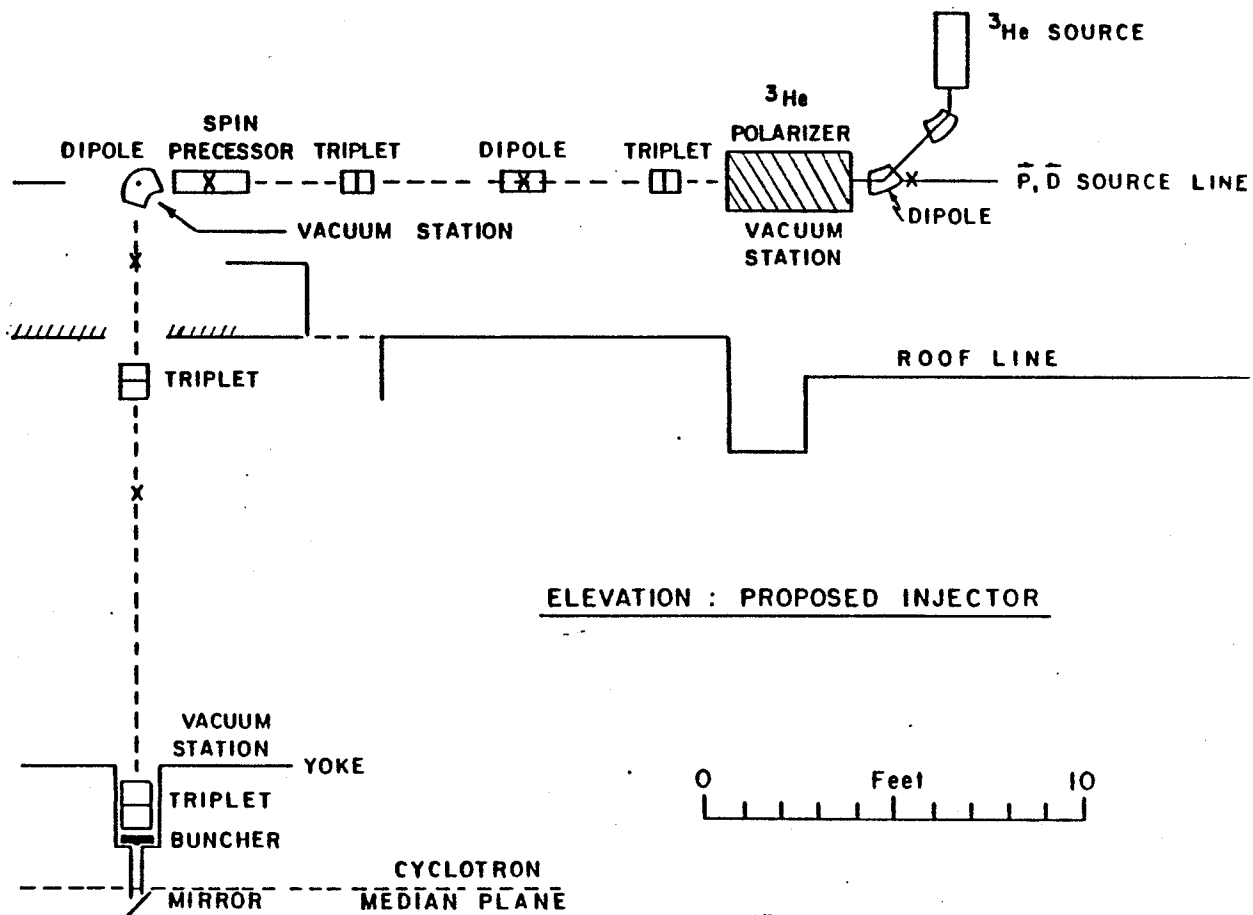 ³He SOURCE
³He
POLARIZER
SPIN
PRECESSOR
DIPOLE
TRIPLET
DIPOLE
TRIPLET
P⃗, D⃗ SOURCE LINE
DIPOLE
VACUUM STATION
VACUUM
STATION
TRIPLET
ROOF LINE
ELEVATION : PROPOSED INJECTOR
VACUUM
STATION
YOKE
TRIPLET
BUNCHER
0 Feet 10
CYCLOTRON
MEDIAN PLANE
MIRROR